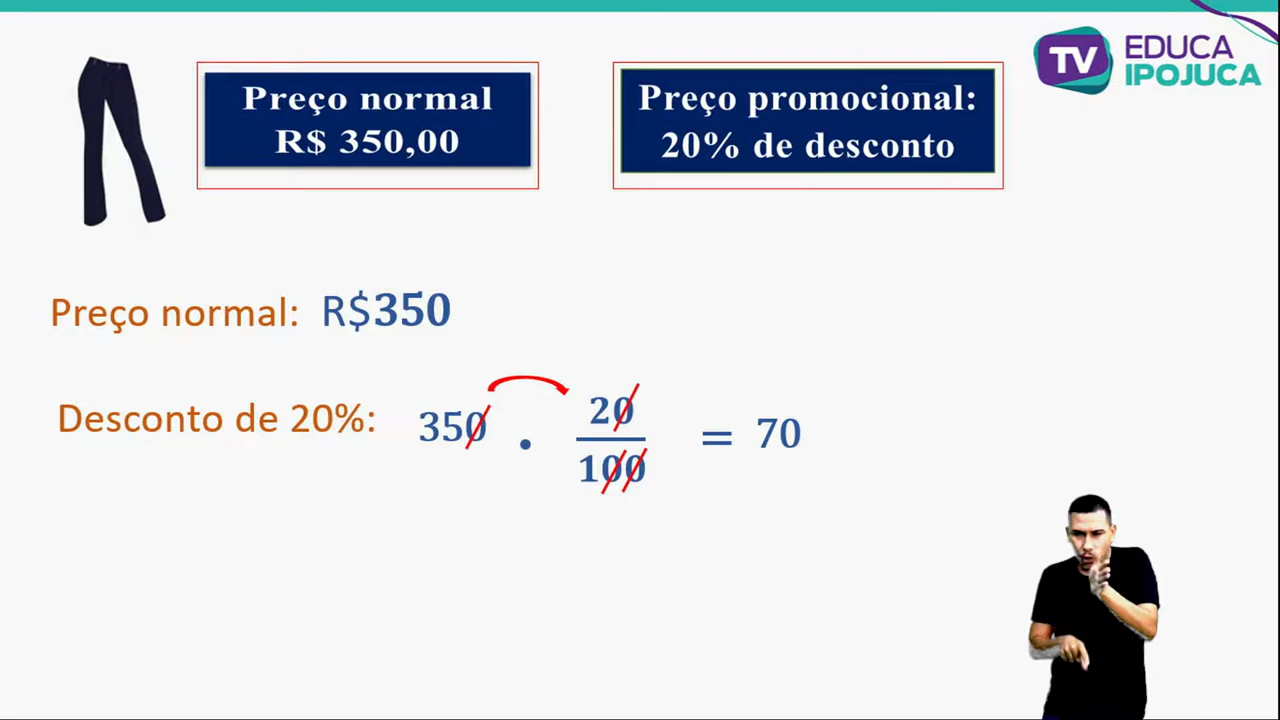 TV EDUCA
IPOJUCA
Preço normal
R$ 350,00
Preço promocional:
20% de desconto
Preço normal: R$350
Desconto de 20%: 350 . 20/100 = 70